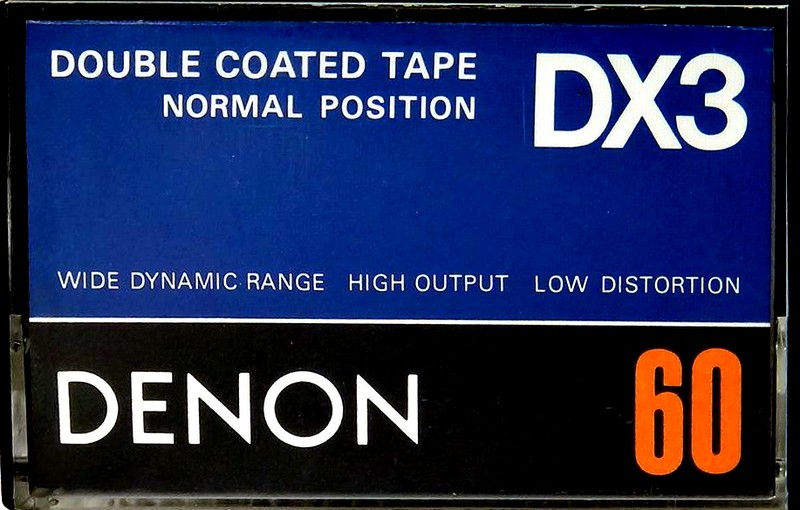 DOUBLE COATED TAPE
NORMAL POSITION
DX3
WIDE DYNAMIC RANGE HIGH OUTPUT LOW DISTORTION
DENON
60